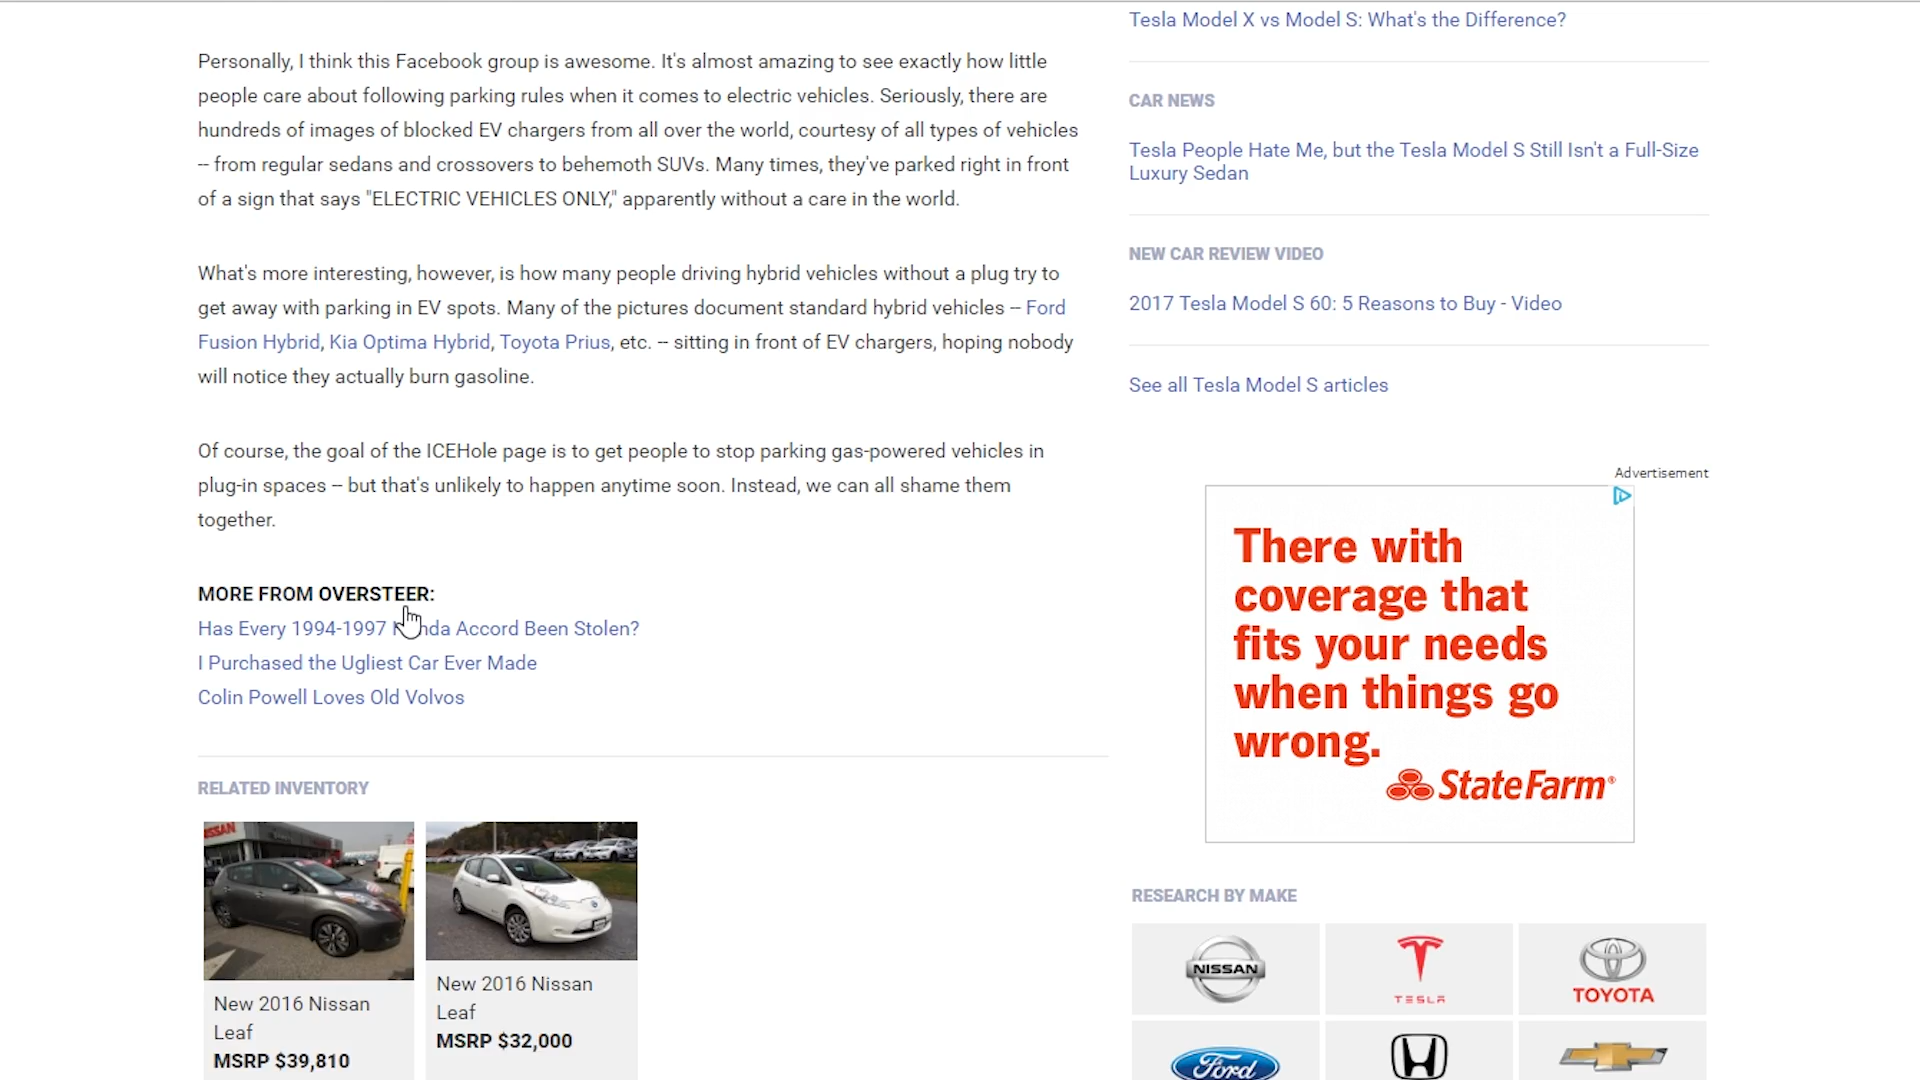 Personally, I think this Facebook group is awesome. It's almost amazing to see exactly how little
people care about following parking rules when it comes to electric vehicles. Seriously, there are
hundreds of images of blocked EV chargers from all over the world, courtesy of all types of vehicles
-- from regular sedans and crossovers to behemoth SUVs. Many times, they've parked right in front
of a sign that says "ELECTRIC VEHICLES ONLY," apparently without a care in the world.
What's more interesting, however, is how many people driving hybrid vehicles without a plug try to
get away with parking in EV spots. Many of the pictures document standard hybrid vehicles -- Ford
Fusion Hybrid, Kia Optima Hybrid, Toyota Prius, etc. -- sitting in front of EV chargers, hoping nobody
will notice they actually burn gasoline.
Of course, the goal of the ICEHole page is to get people to stop parking gas-powered vehicles in
plug-in spaces -- but that's unlikely to happen anytime soon. Instead, we can all shame them
together.
MORE FROM OVERSTEER:
Has Every 1994-1997 Accord Been Stolen?
I Purchased the Ugliest Car Ever Made
Colin Powell Loves Old Volvos
RELATED INVENTORY
New 2016 Nissan
Leaf
MSRP $39,810
New 2016 Nissan
Leaf
MSRP $32,000
Tesla Model X vs Model S: What's the Difference?
CAR NEWS
Tesla People Hate Me, but the Tesla Model S Still Isn't a Full-Size
Luxury Sedan
NEW CAR REVIEW VIDEO
2017 Tesla Model S 60: 5 Reasons to Buy - Video
See all Tesla Model S articles
Advertisement
There with
coverage that
fits your needs
when things go
wrong.
StateFarm®
RESEARCH BY MAKE
NISSAN
TESLA
TOYOTA
Ford